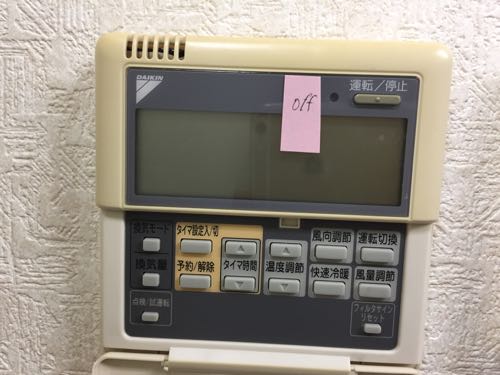 DAIKIN
off
運転／停止
換気モード
タイマ設定入/切
風向調節
運転切換
換気量
予約/解除
タイマ時間
温度調節
快速冷暖
風量調節
点検/試運転
フィルタサイン
リセット